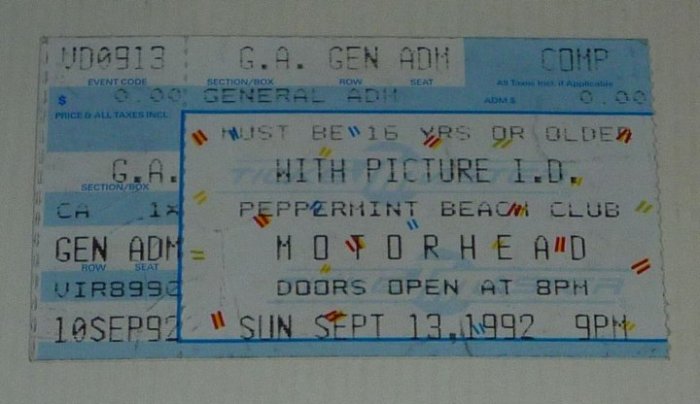 VD0913 G.A. GEN ADM COMP
EVENT CODE SECTION/BOX ROW SEAT All Taxes Incl. if Applicable
$ 0.00 GENERAL ADM ADM $ 0.00
PRICE & ALL TAXES INCL.
MUST BE 16 YRS OR OLDER
G.A. WITH PICTURE I.D.
SECTION/BOX
CA 1X PEPPERMINT BEACH CLUB
GEN ADM MOTORHEAD
ROW SEAT
VIR899C DOORS OPEN AT 8PM
10SEP92 SUN SEPT 13,1992 9PM